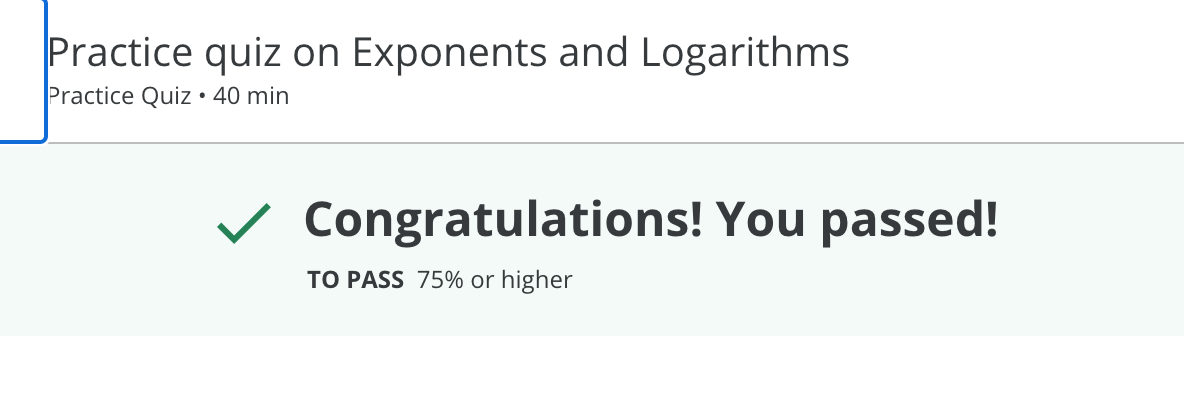 Practice quiz on Exponents and Logarithms
Practice Quiz • 40 min
Congratulations! You passed!
TO PASS 75% or higher